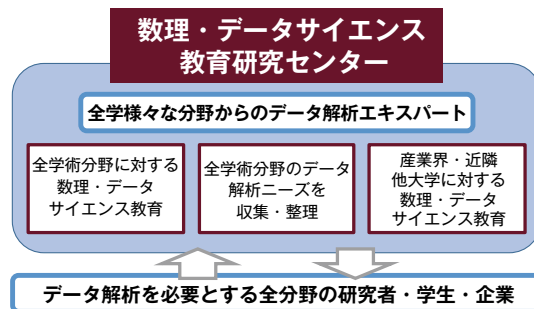 数理・データサイエンス
教育研究センター
全学様々な分野からのデータ解析エキスパート
全学術分野に対する
数理・データ
サイエンス教育
全学術分野のデータ
解析ニーズを
収集・整理
産業界・近隣
他大学に対する
数理・データ
サイエンス教育
データ解析を必要とする全分野の研究者・学生・企業